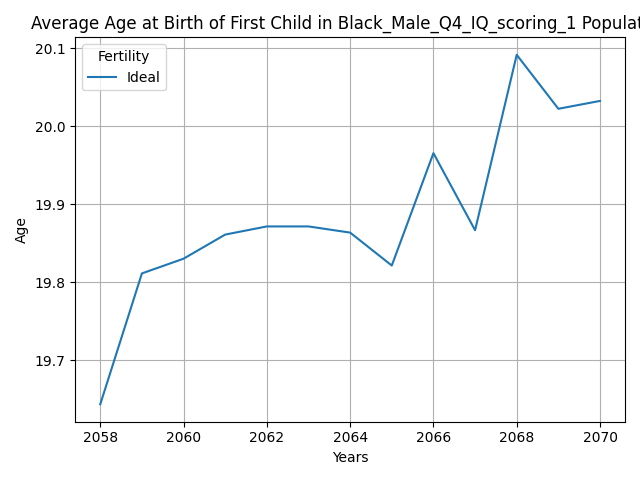 Average Age at Birth of First Child in Black_Male_Q4_IQ_scoring_1 Populat
Fertility
Ideal
20.1
20.0
19.9
19.8
19.7
Age
2058 2060 2062 2064 2066 2068 2070
Years